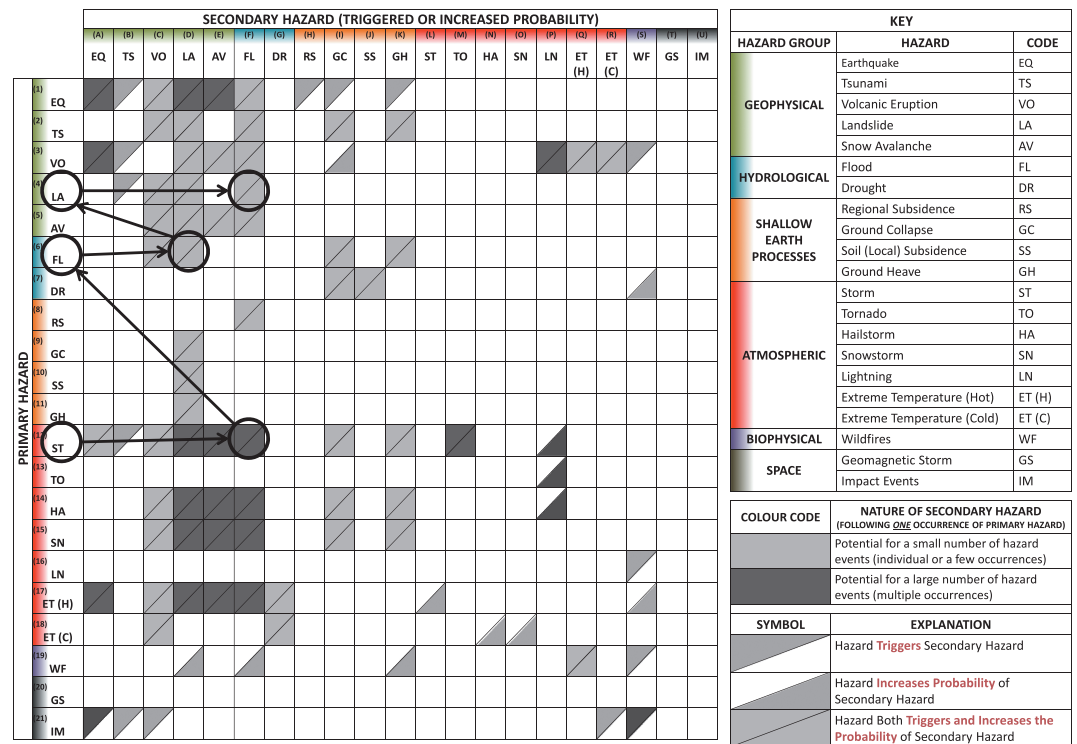 SECONDARY HAZARD (TRIGGERED OR INCREASED PROBABILITY)
(A) (B) (C) (D) (E) (F) (G) (H) (I) (J) (K) (L) (M) (N) (O) (P) (Q) (R) (S) (T) (U)
EQ TS VO LA AV FL DR RS GC SS GH ST TO HA SN LN ET (H) ET (C) WF GS IM
PRIMARY HAZARD
(1) EQ
(2) TS
(3) VO
(4) LA
(5) AV
(6) FL
(7) DR
(8) RS
(9) GC
(10) SS
(11) GH
(12) ST
(13) TO
(14) HA
(15) SN
(16) LN
(17) ET (H)
(18) ET (C)
(19) WF
(20) GS
(21) IM
KEY
HAZARD GROUP HAZARD CODE
GEOPHYSICAL
Earthquake EQ
Tsunami TS
Volcanic Eruption VO
Landslide LA
Snow Avalanche AV
HYDROLOGICAL
Flood FL
Drought DR
SHALLOW
EARTH
PROCESSES
Regional Subsidence RS
Ground Collapse GC
Soil (Local) Subsidence SS
Ground Heave GH
ATMOSPHERIC
Storm ST
Tornado TO
Hailstorm HA
Snowstorm SN
Lightning LN
Extreme Temperature (Hot) ET (H)
Extreme Temperature (Cold) ET (C)
BIOPHYSICAL
Wildfires WF
SPACE
Geomagnetic Storm GS
Impact Events IM
COLOUR CODE
NATURE OF SECONDARY HAZARD
(FOLLOWING ONE OCCURRENCE OF PRIMARY HAZARD)
Potential for a small number of hazard
events (individual or a few occurrences)
Potential for a large number of hazard
events (multiple occurrences)
SYMBOL EXPLANATION
Hazard Triggers Secondary Hazard
Hazard Increases Probability of
Secondary Hazard
Hazard Both Triggers and Increases the
Probability of Secondary Hazard